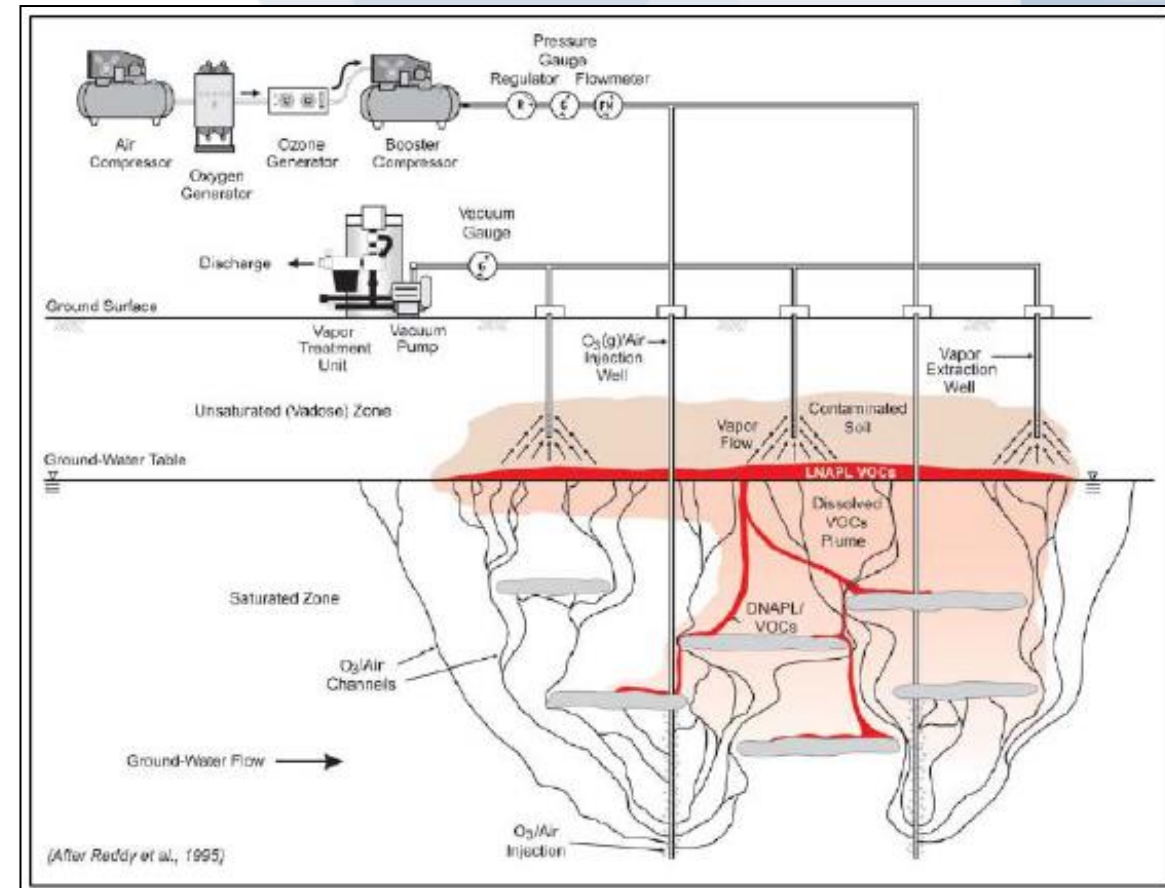 Pressure
Gauge
Regulator Flowmeter
R
G
FM
Air
Compressor
Oxygen
Generator
Ozone
Generator
Booster
Compressor
Vacuum
Gauge
G
Discharge
Ground Surface
Vapor
Treatment
Unit
Vacuum
Pump
O3(g)/Air
Injection
Well
Vapor
Extraction
Well
Unsaturated (Vadose) Zone
Vapor
Flow
Contaminated
Soil
Ground-Water Table
LNAPL VOCs
Dissolved
VOCs
Plume
Saturated Zone
DNAPL/
VOCs
O3/Air
Channels
Ground-Water Flow
O3/Air
Injection
(After Reddy et al., 1995)